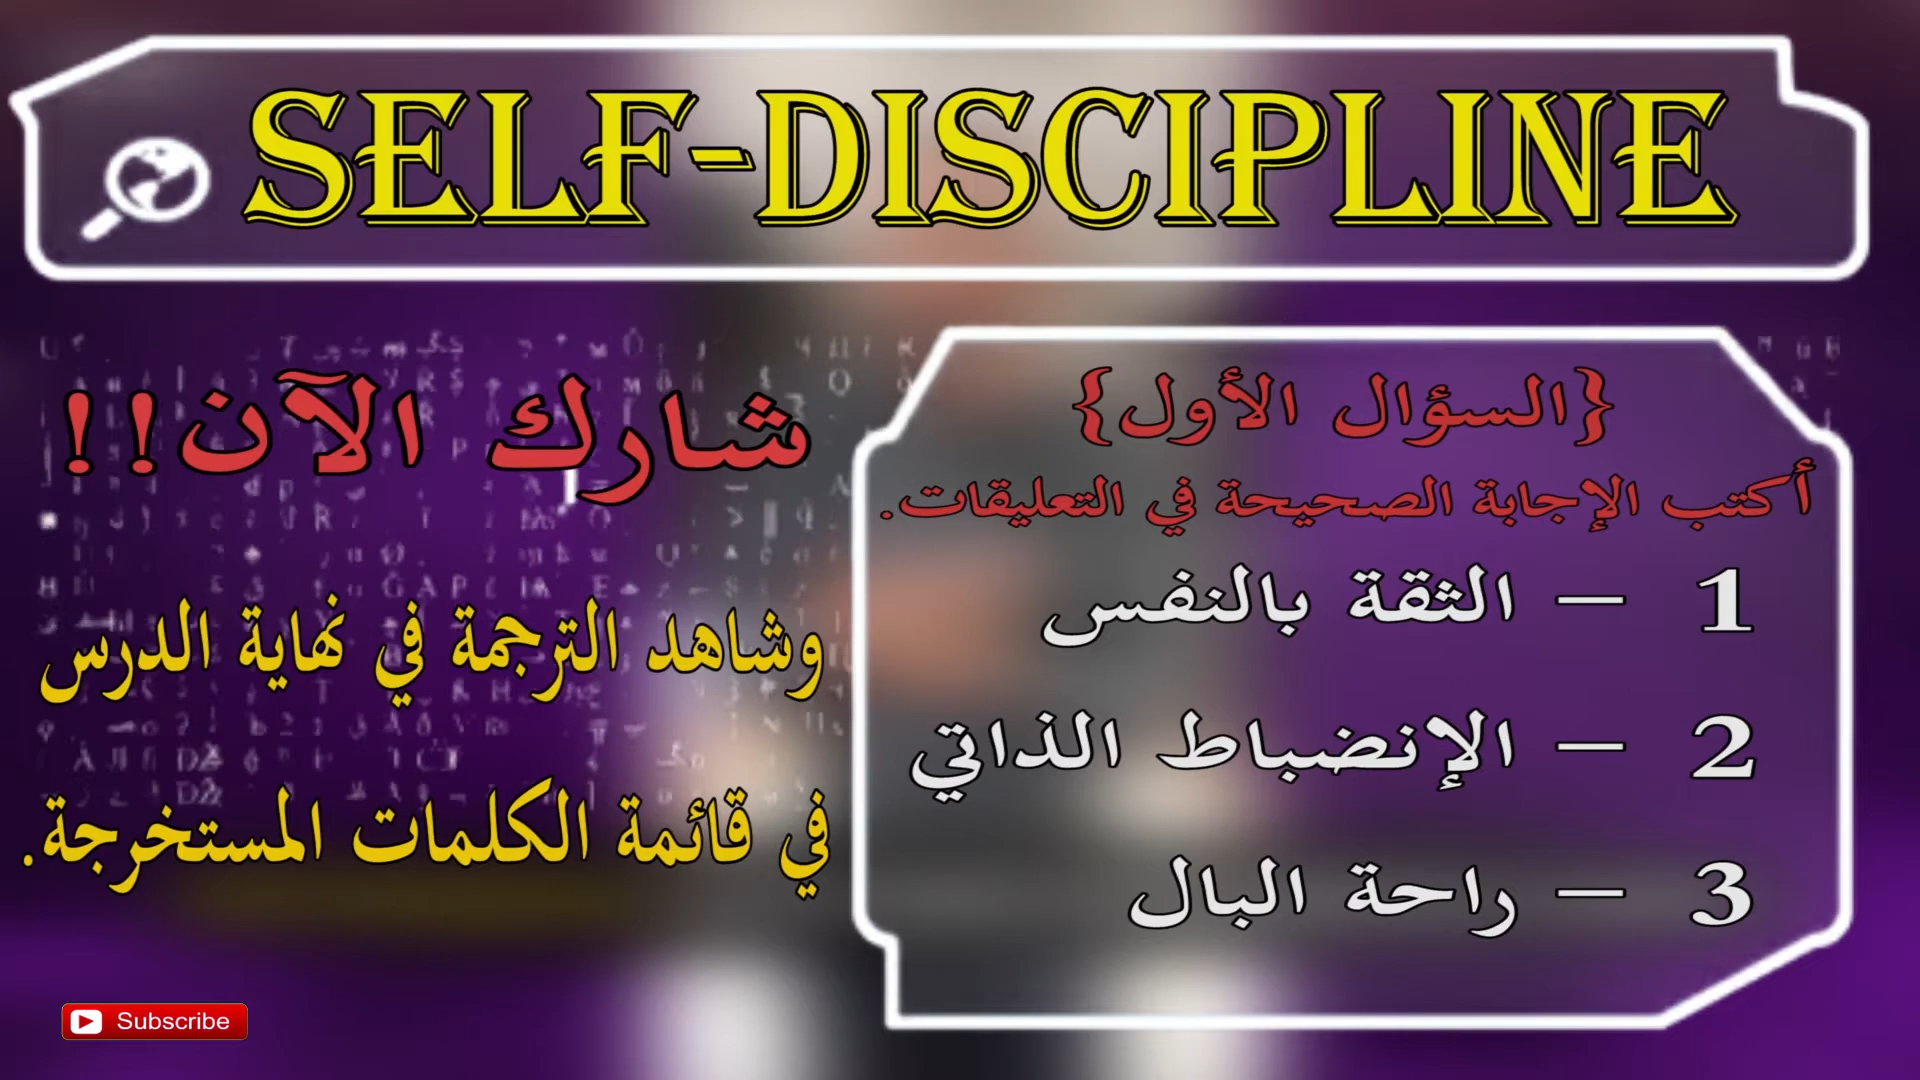 SELF-DISCIPLINE
{السؤال الأول}
أكتب الإجابة الصحيحة في التعليقات.
1 – الثقة بالنفس
2 – الإنضباط الذاتي
3 – راحة البال
شارك الآن!!
وشاهد الترجمة في نهاية الدرس
في قائمة الكلمات المستخرجة.
Subscribe